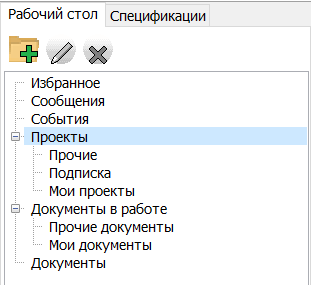 Рабочий стол Спецификации
Избранное
Сообщения
События
Проекты
Прочие
Подписка
Мои проекты
Документы в работе
Прочие документы
Мои документы
Документы